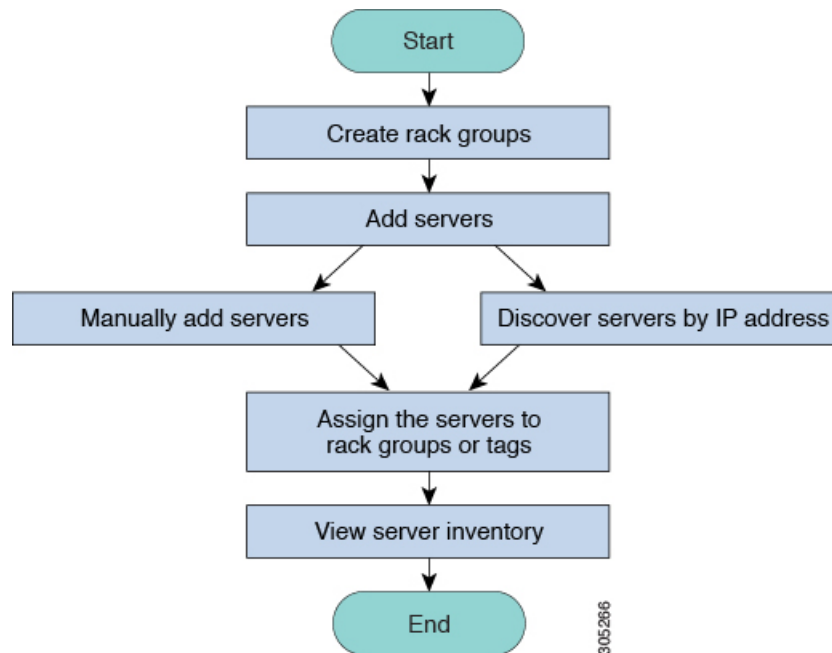 Start
Create rack groups
Add servers
Manually add servers
Discover servers by IP address
Assign the servers to
rack groups or tags
View server inventory
End
305266